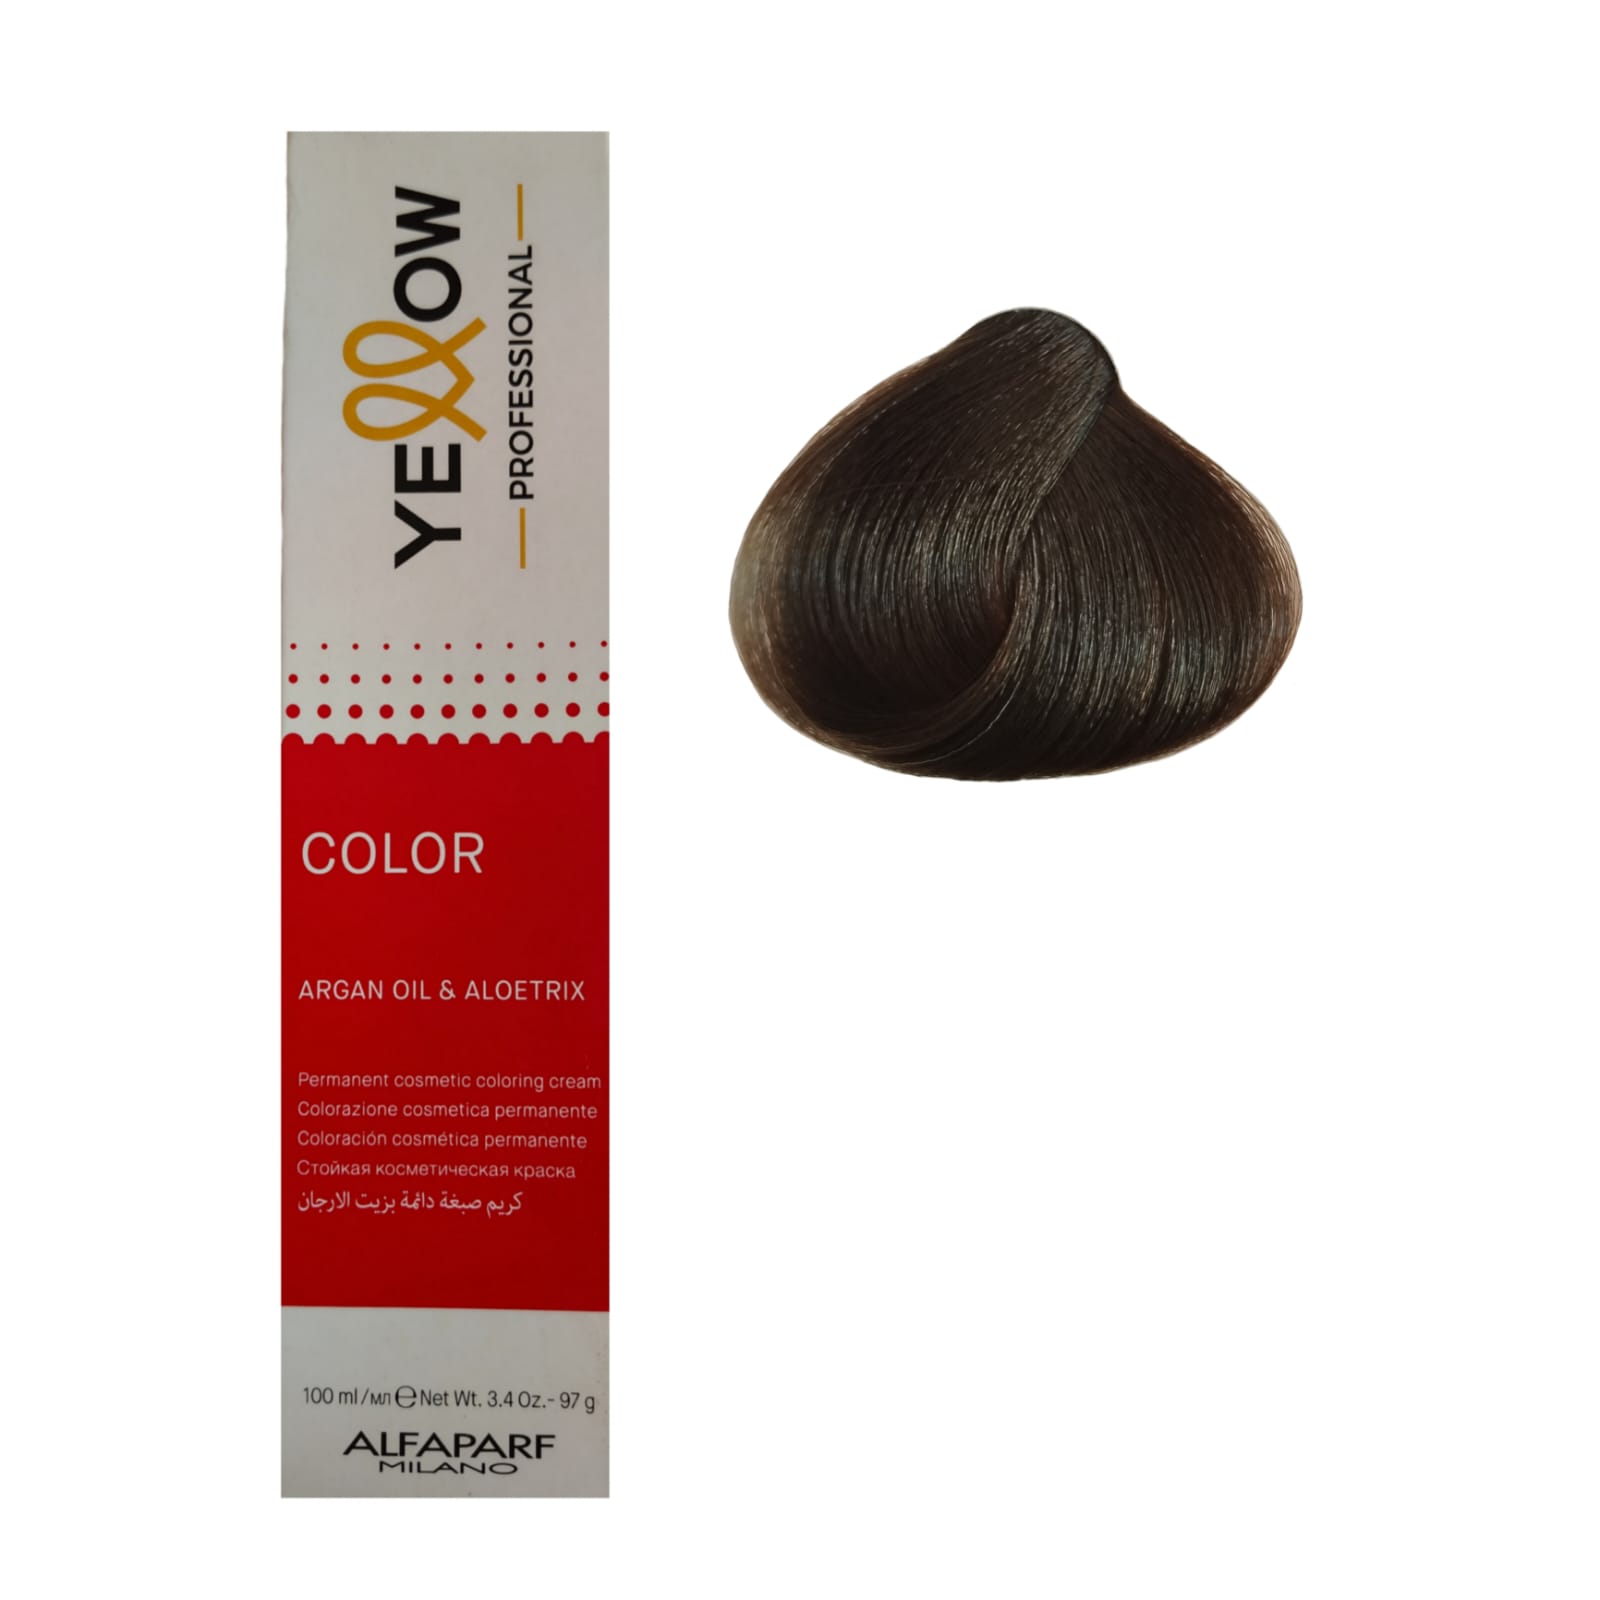 YELLOW
PROFESSIONAL
COLOR
ARGAN OIL & ALOETRIX
Permanent cosmetic coloring cream
Colorazione cosmetica permanente
Coloración cosmética permanente
Стойкая косметическая краска
كريم صبغة دائمة بزيت الارجان
100 ml/мл ℮ Net Wt. 3.4 Oz.- 97 g
ALFAPARF
MILANO